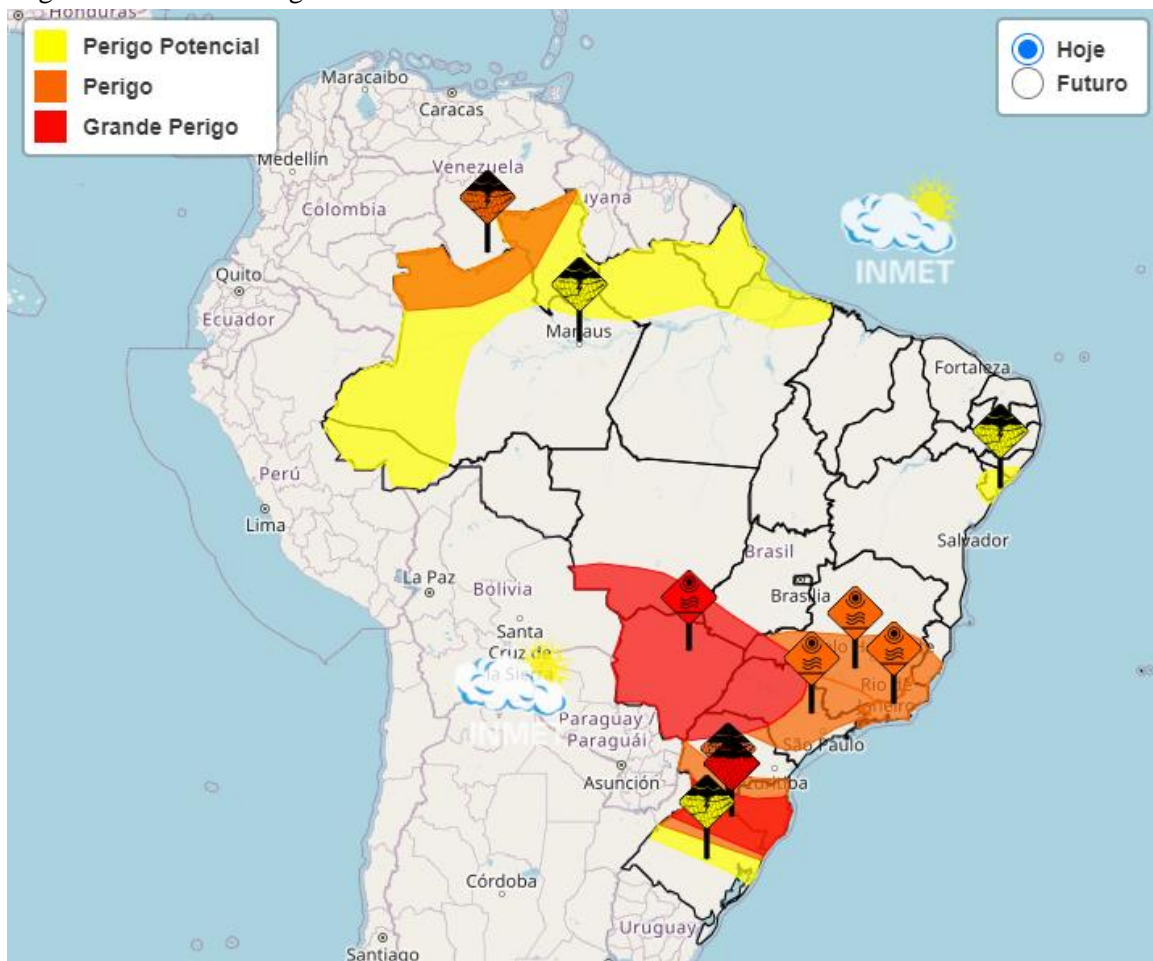 Honduras
Perigo Potencial
Perigo
Grande Perigo
Hoje
Futuro
Maracaibo
Caracas
Medellín
Venezuela
Colombia
uyana
INMET
Quito
Ecuador
Manaus
Fortaleza
Perú
Lima
Salvador
Brasil
La Paz
Bolivia
Brasília
Santa
Cruz de
la Sierra
Rio de
Janeiro
INMET
Paraguay /
Paraguái
São Paulo
Asunción
Curitiba
Córdoba
Uruguay
Santiago